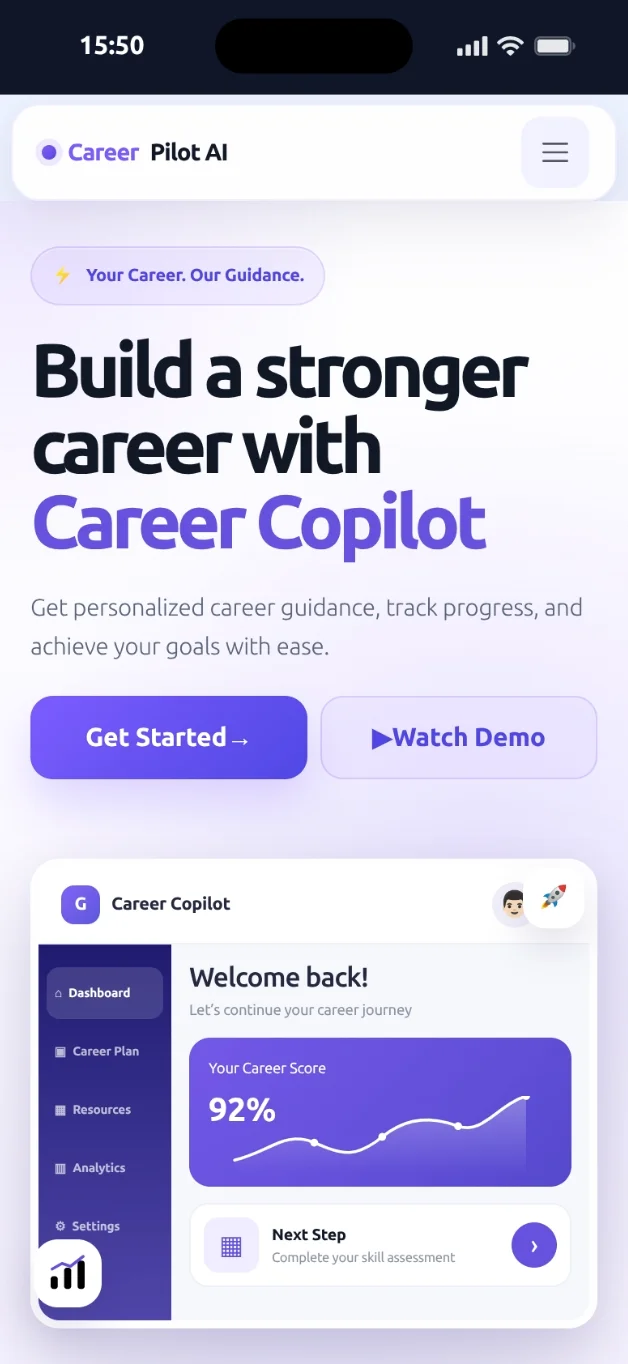 15:50
Career Pilot AI
⚡ Your Career. Our Guidance.
Build a stronger
career with
Career Copilot
Get personalized career guidance, track progress, and
achieve your goals with ease.
Get Started→
▶Watch Demo
G Career Copilot
Dashboard
Career Plan
Resources
Analytics
Settings
Welcome back!
Let's continue your career journey
Your Career Score
92%
Next Step
Complete your skill assessment